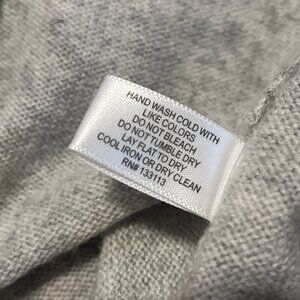 HAND WASH COLD WITH
LIKE COLORS
DO NOT BLEACH
DO NOT TUMBLE DRY
LAY FLAT TO DRY
COOL IRON OR DRY CLEAN
RN# 133113